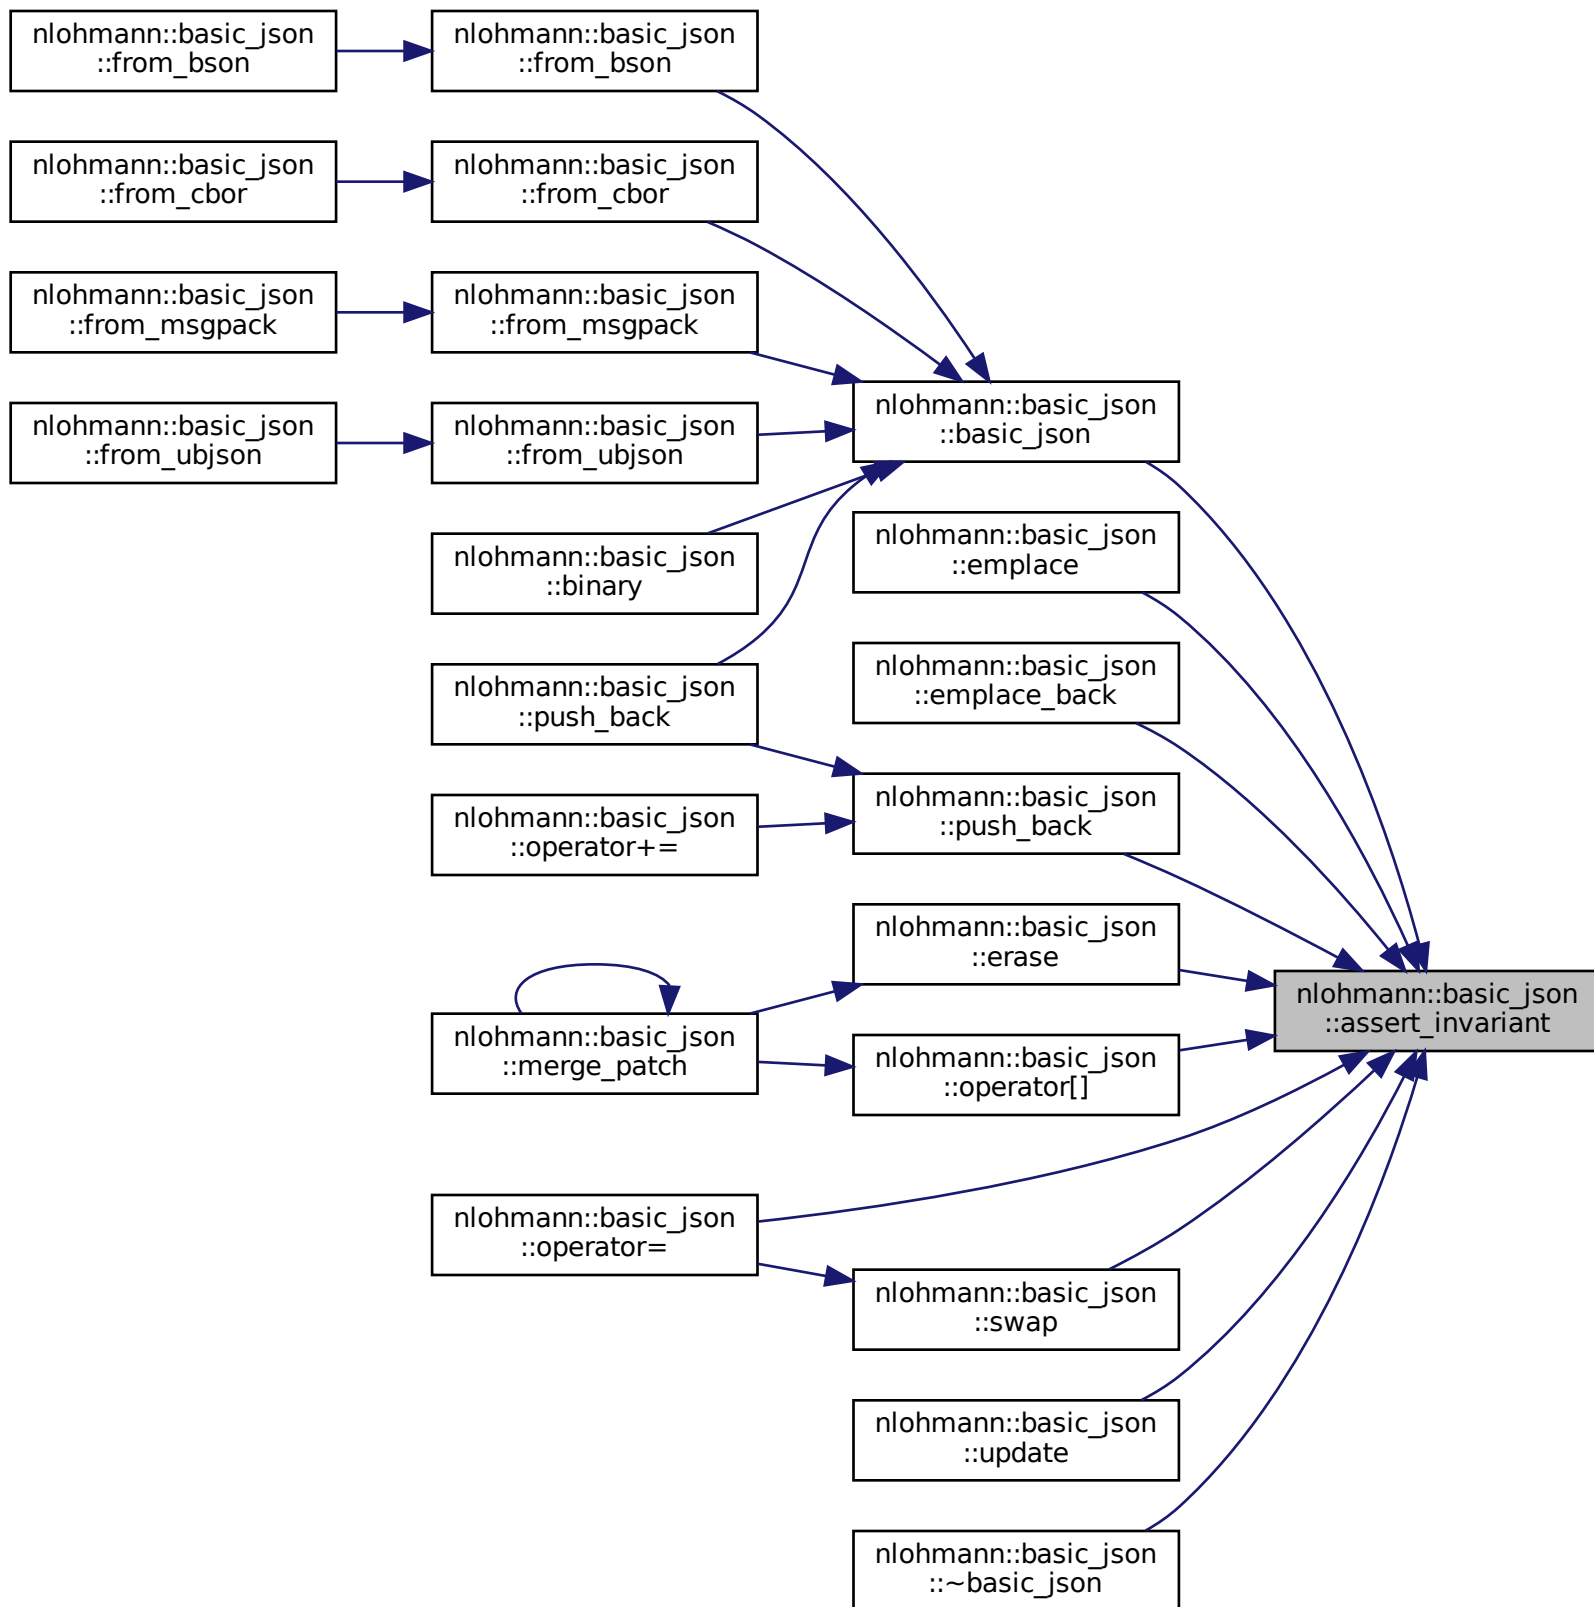 nlohmann::basic_json
::from_bson
nlohmann::basic_json
::from_bson
nlohmann::basic_json
::from_cbor
nlohmann::basic_json
::from_cbor
nlohmann::basic_json
::from_msgpack
nlohmann::basic_json
::from_msgpack
nlohmann::basic_json
::basic_json
nlohmann::basic_json
::from_ubjson
nlohmann::basic_json
::from_ubjson
nlohmann::basic_json
::emplace
nlohmann::basic_json
::binary
nlohmann::basic_json
::emplace_back
nlohmann::basic_json
::push_back
nlohmann::basic_json
::push_back
nlohmann::basic_json
::operator+=
nlohmann::basic_json
::erase
nlohmann::basic_json
::assert_invariant
nlohmann::basic_json
::merge_patch
nlohmann::basic_json
::operator[]
nlohmann::basic_json
::operator=
nlohmann::basic_json
::swap
nlohmann::basic_json
::update
nlohmann::basic_json
::~basic_json